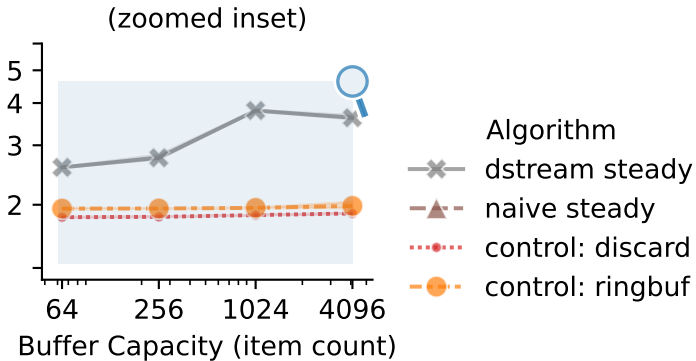 (zoomed inset)
5
4
3
2
64 256 1024 4096
Buffer Capacity (item count)
Algorithm
dstream steady
naive steady
control: discard
control: ringbuf